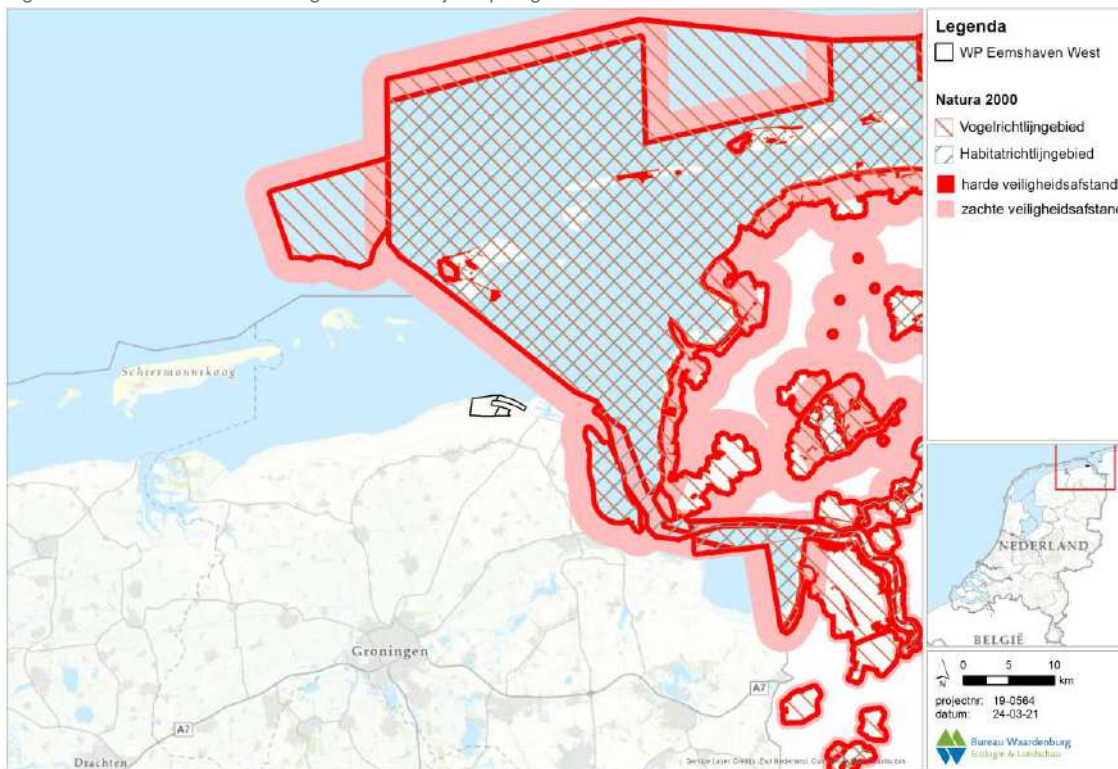 Legenda
WP Eemshaven West
Natura 2000
Vogelrichtlijngebied
Habitatrichtlijngebied
harde veiligheidsafstand
zachte veiligheidsafstand
Schiermonnikoog
Groningen
A7
A7
Drachten
NEDERLAND
BELGIË
N
0 5 10
km
projectnr: 19-0564
datum: 24-03-21
Bureau Waardenburg
Ecologie & Landschap